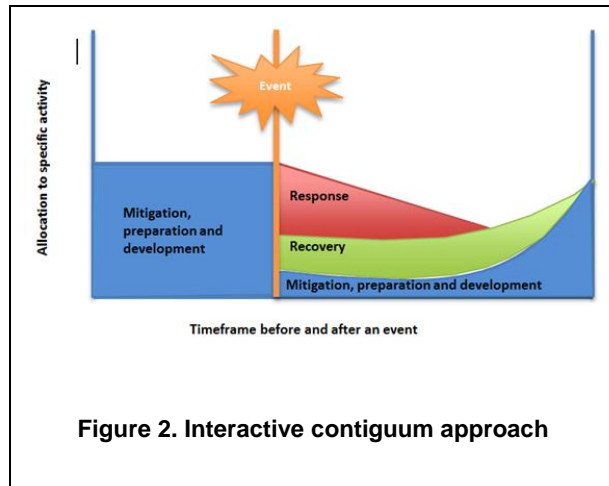 Allocation to specific activity
Event
Mitigation,
preparation and
development
Response
Recovery
Mitigation, preparation and development
Timeframe before and after an event
Figure 2. Interactive contiguum approach